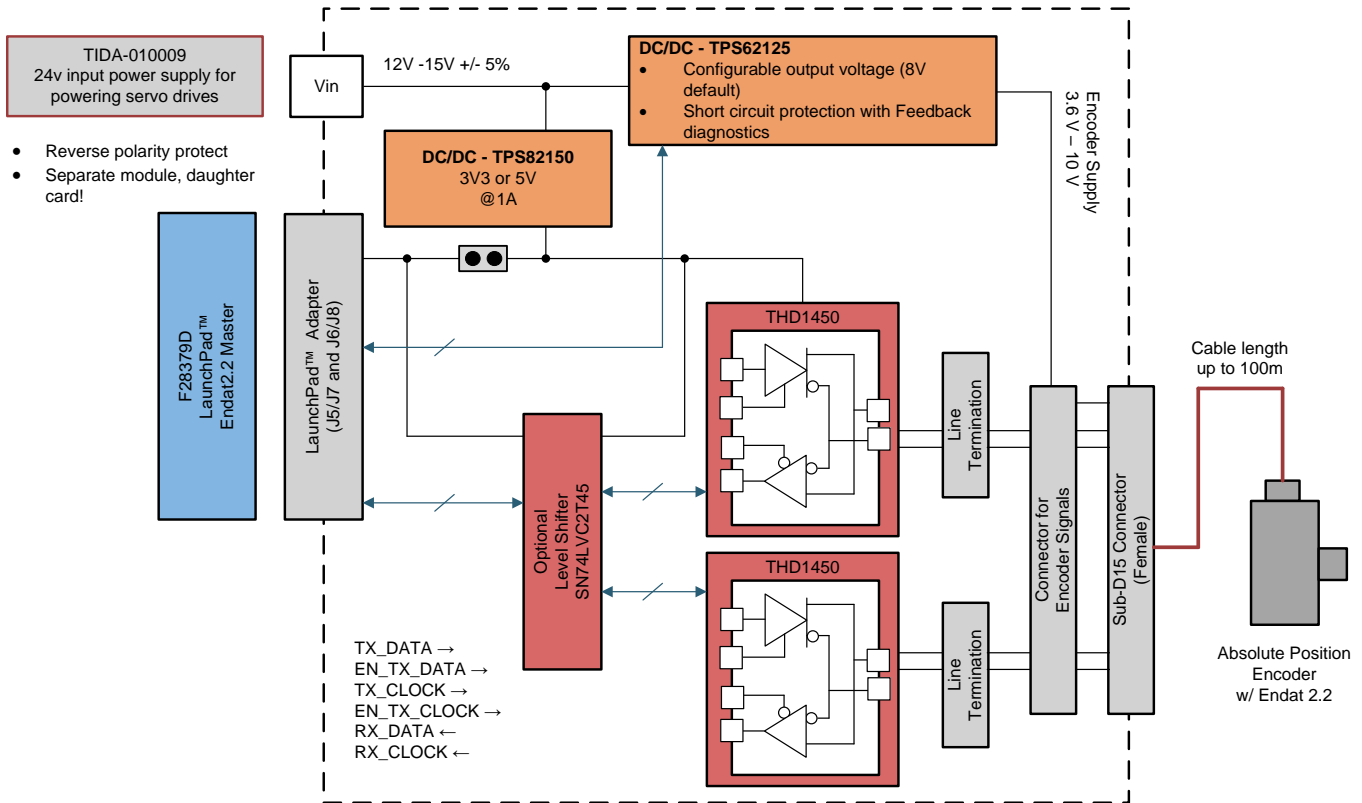 TIDA-010009
24v input power supply for
powering servo drives
• Reverse polarity protect
• Separate module, daughter
card!
Vin
12V -15V +/- 5%
DC/DC - TPS62125
• Configurable output voltage (8V
default)
• Short circuit protection with Feedback
diagnostics
DC/DC - TPS82150
3V3 or 5V
@1A
Encoder Supply
3.6 V – 10 V
F28379D
LaunchPad™
Endat2.2 Master
LaunchPad™ Adapter
(J5/J7 and J6/J8)
Optional
Level Shifter
SN74LVC2T45
THD1450
THD1450
Line
Termination
Line
Termination
Connector for
Encoder Signals
Sub-D15 Connector
(Female)
Cable length
up to 100m
Absolute Position
Encoder
w/ Endat 2.2
TX_DATA →
EN_TX_DATA →
TX_CLOCK →
EN_TX_CLOCK →
RX_DATA ←
RX_CLOCK ←